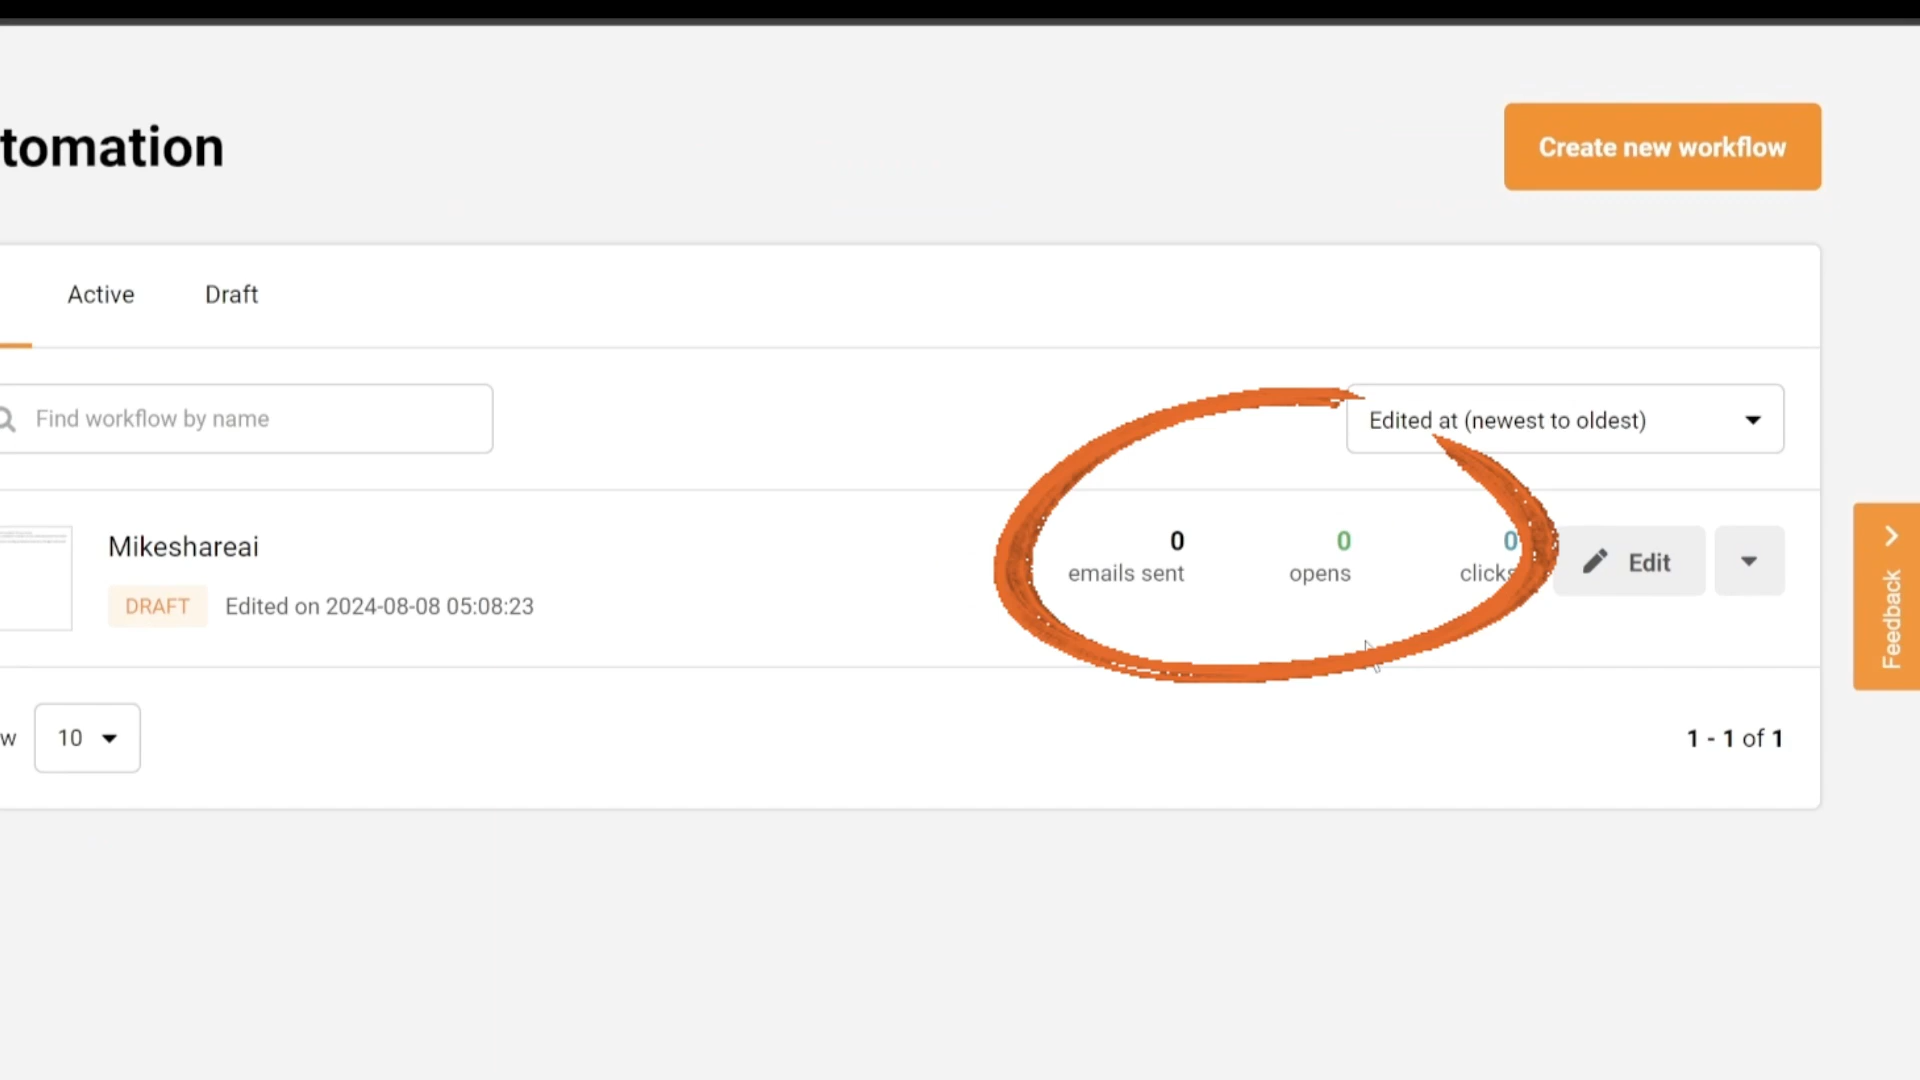 tomation
Create new workflow
Active Draft
Find workflow by name
Edited at (newest to oldest)
Mikeshareai
0 0 0
emails sent opens clicks
Edit
DRAFT Edited on 2024-08-08 05:08:23
Feedback
w 10
1 - 1 of 1